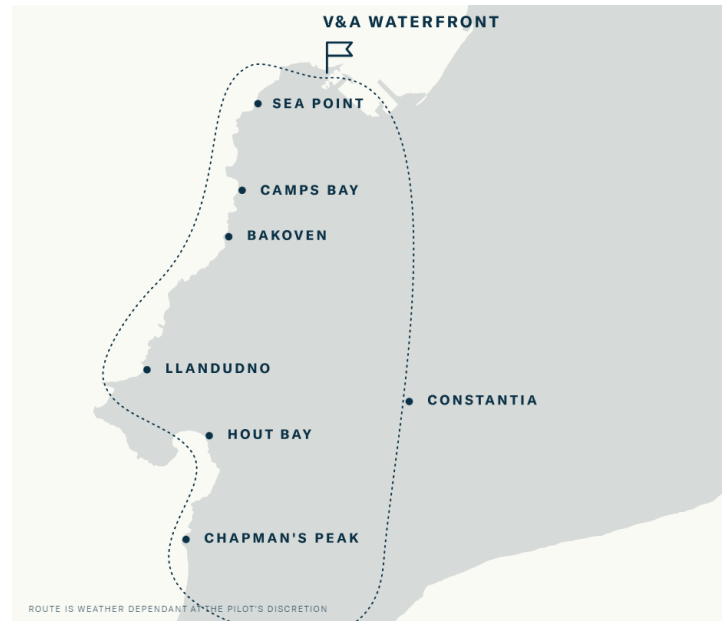 V&A WATERFRONT
SEA POINT
CAMPS BAY
BAKOVEN
LLANDUDNO
CONSTANTIA
HOUT BAY
CHAPMAN'S PEAK
ROUTE IS WEATHER DEPENDANT AT THE PILOT'S DISCRETION